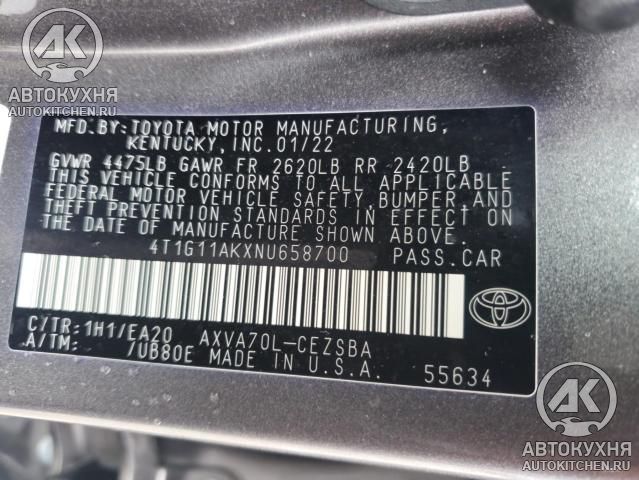 AK
АВТОКУХНЯ
AUTOKITCHEN.RU
MFD.BY:TOYOTA MOTOR MANUFACTURING,
KENTUCKY, INC.01/22
GVWR 4475LB GAWR FR 2620LB RR 2420LB
THIS VEHICLE CONFORMS TO ALL APPLICABLE
FEDERAL MOTOR VEHICLE SAFETY, BUMPER, AND
THEFT PREVENTION STANDARDS IN EFFECT ON
THE DATE OF MANUFACTURE SHOWN ABOVE.
4T1G11AKXNU658700 PASS.CAR
C/TR:1H1/EA20 AXVA70L-CEZSBA
A/TM: /UB80E MADE IN U.S.A. 55634
AK
АВТОКУХНЯ
AUTOKITCHEN.RU